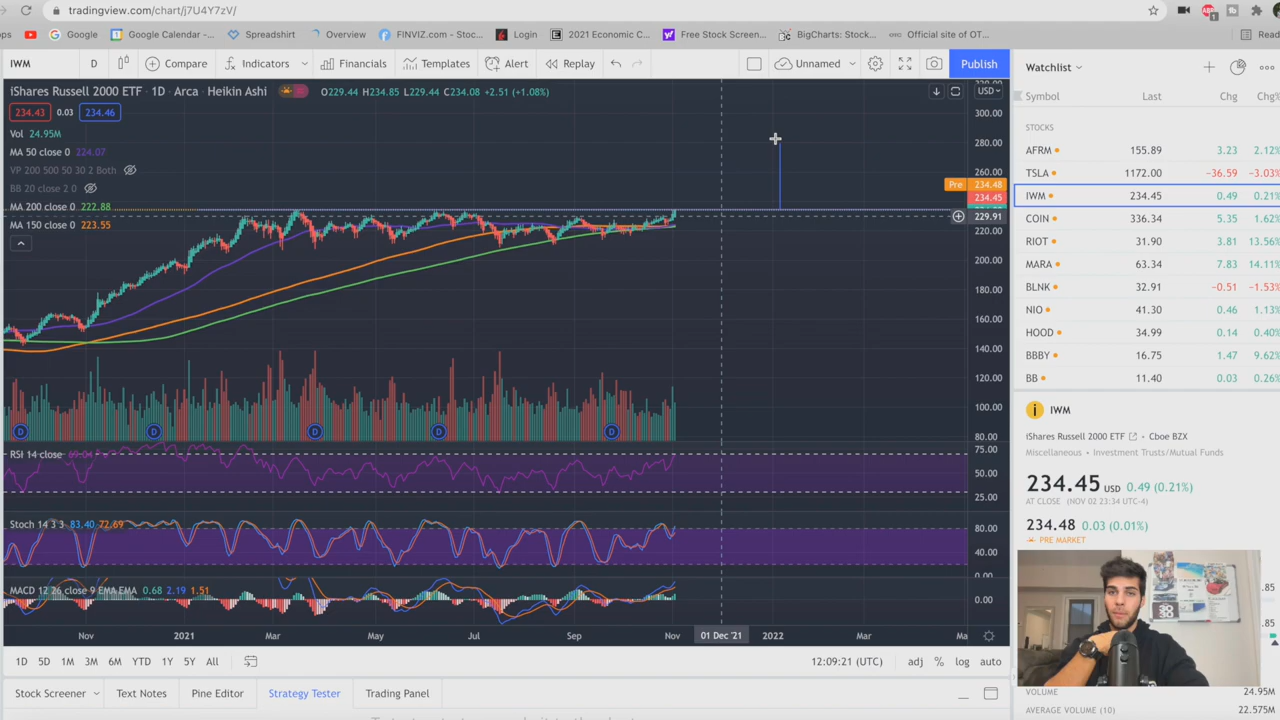 tradingview.com/chart/j7U4Y7zV/
Google
Google Calendar -...
Spreadshirt
Overview
FINVIZ.com - Stoc...
Login
2021 Economic C...
Free Stock Screen...
BigCharts: Stock...
Official site of OT...
IWM
D
Compare
Indicators
Financials
Templates
Alert
Replay
Unnamed
Publish
iShares Russell 2000 ETF · 1D · Arca · Heikin Ashi
O229.44 H234.85 L229.44 C234.08 +2.51 (+1.08%)
USD
234.43 0.03 234.46
Vol 24.95M
MA 50 close 0 224.07
VP 200 500 50 30 2 Both
BB 20 close 2 0
MA 200 close 0 222.88
MA 150 close 0 223.55
300.00
280.00
260.00
Pre 234.48
234.45
229.91
220.00
200.00
180.00
160.00
140.00
120.00
100.00
80.00
D D D D D
RSI 14 close
75.00
50.00
25.00
Stoch 14 3 3 83.40 72.69
80.00
40.00
0.00
MACD 12 26 close 9 EMA EMA 0.68 2.19 1.51
0.00
Nov 2021 Mar May Jul Sep Nov 01 Dec '21 2022 Mar Ma
1D 5D 1M 3M 6M YTD 1Y 5Y All
12:09:21 (UTC) adj % log auto
Stock Screener Text Notes Pine Editor Strategy Tester Trading Panel
Watchlist
Symbol Last Chg Chg%
STOCKS
AFRM 155.89 3.23 2.12%
TSLA 1172.00 −36.59 −3.03%
IWM 234.45 0.49 0.21%
COIN 336.34 5.35 1.62%
RIOT 31.90 3.81 13.56%
MARA 63.34 7.83 14.11%
BLNK 32.91 −0.51 −1.53%
NIO 41.30 0.46 1.13%
HOOD 34.99 0.14 0.40%
BBBY 16.75 1.47 9.62%
BB 11.40 0.03 0.26%
IWM
iShares Russell 2000 ETF · Cboe BZX
Miscellaneous · Investment Trusts/Mutual Funds
234.45 USD 0.49 (0.21%)
AT CLOSE (NOV 02 23:34 UTC-4)
234.48 0.03 (0.01%)
PRE MARKET
.85
.85
VOLUME 24.95M
AVERAGE VOLUME (10) 22.575M